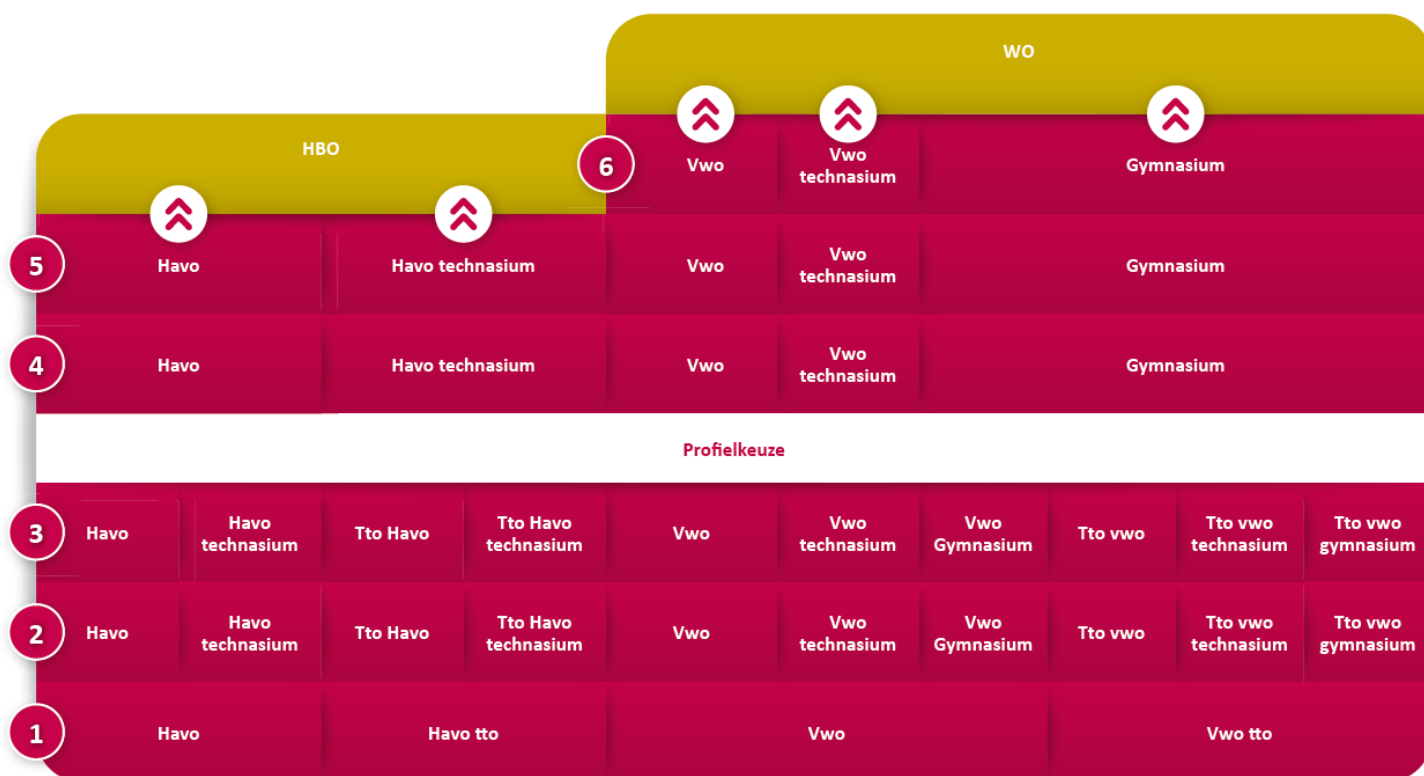 WO
HBO
6
Vwo
Vwo
technasium
Gymnasium
5
Havo
Havo technasium
Vwo
Vwo
technasium
Gymnasium
4
Havo
Havo technasium
Vwo
Vwo
technasium
Gymnasium
Profielkeuze
3
Havo
Havo
technasium
Tto Havo
Tto Havo
technasium
Vwo
Vwo
technasium
Vwo
Gymnasium
Tto vwo
Tto vwo
technasium
Tto vwo
gymnasium
2
Havo
Havo
technasium
Tto Havo
Tto Havo
technasium
Vwo
Vwo
technasium
Vwo
Gymnasium
Tto vwo
Tto vwo
technasium
Tto vwo
gymnasium
1
Havo
Havo tto
Vwo
Vwo tto